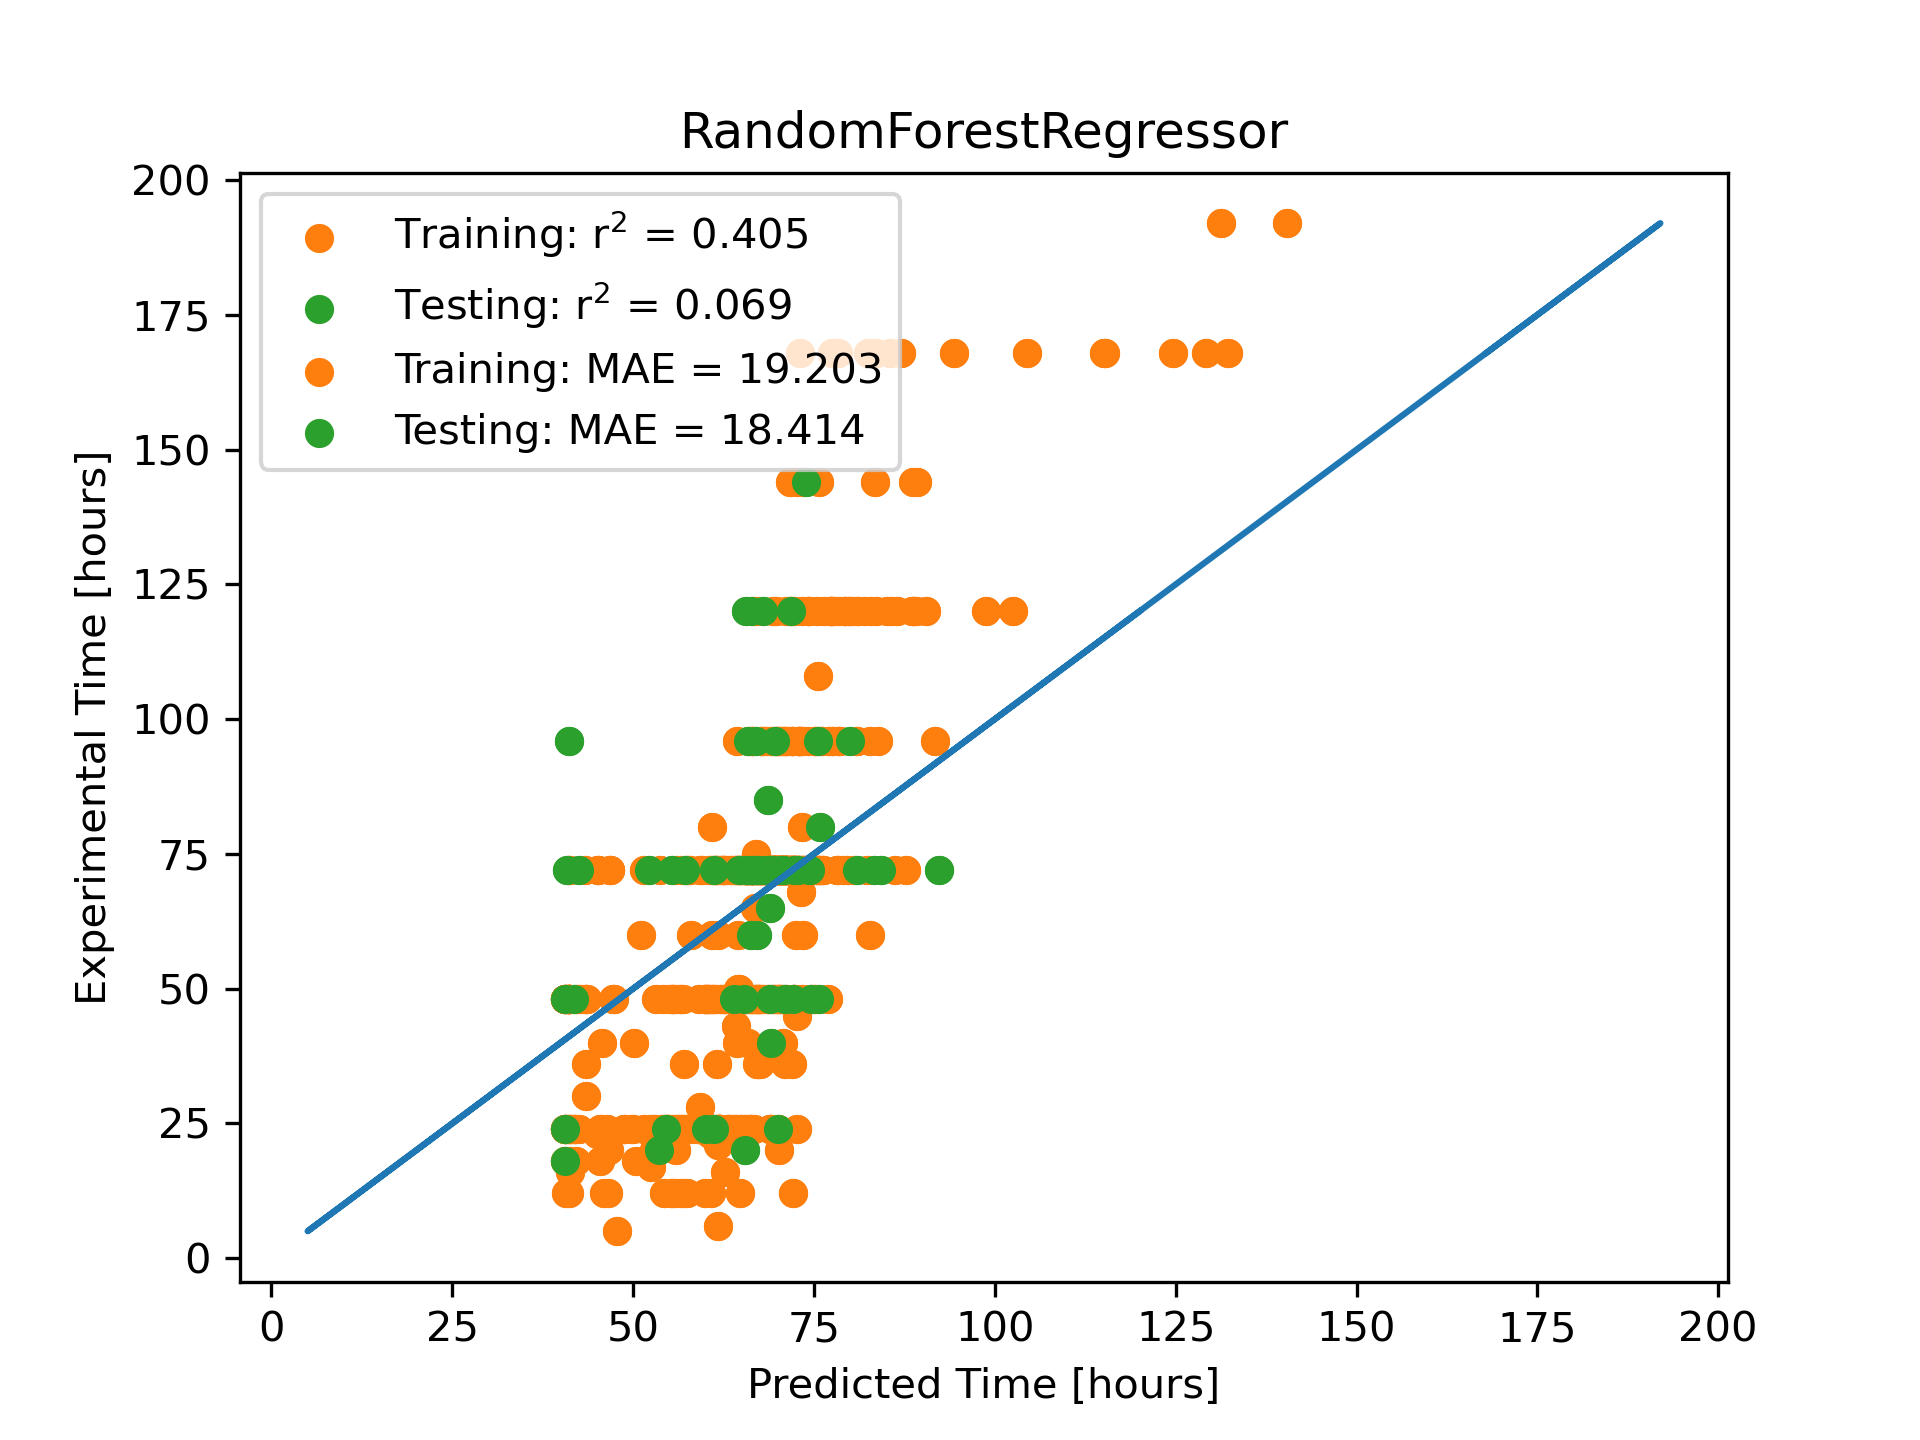 RandomForestRegressor
Training: r² = 0.405
Testing: r² = 0.069
Training: MAE = 19.203
Testing: MAE = 18.414
200
175
150
125
100
75
50
25
0
Experimental Time [hours]
0 25 50 75 100 125 150 175 200
Predicted Time [hours]